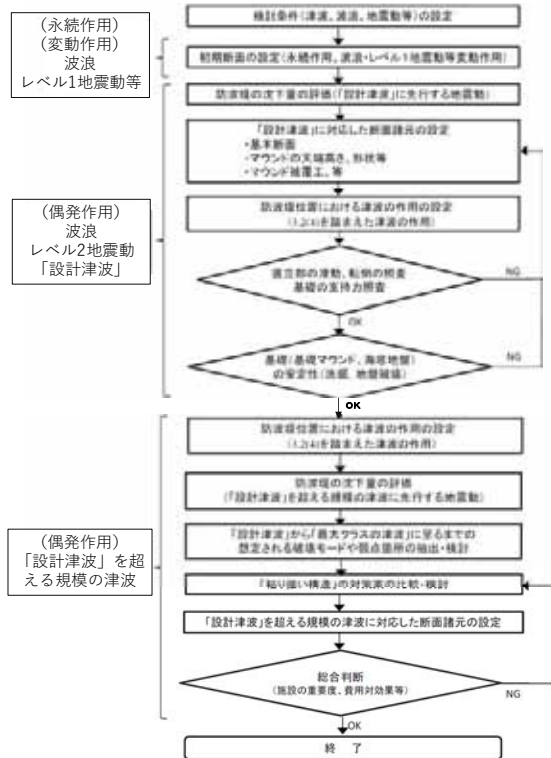 （永続作用）
（変動作用）
波浪
レベル1地震動等
検討条件（津波、波浪、地震動等）の設定
初期断面の設定（永続作用、波浪・レベル1地震動等変動作用）
防波堤の沈下量の評価（「設計津波」に先行する地震動）
「設計津波」に対応した断面諸元の設定
・基本断面
・マウンドの天端高さ、形状等
・マウンド被覆工、等
（偶発作用）
波浪
レベル2地震動
「設計津波」
防波堤位置における津波の作用の設定
（3.2(4)を踏まえた津波の作用）
直立部の滑動、転倒の照査
基礎の支持力照査
NG
OK
基礎（基礎マウンド、海底地盤）
の安定性（洗掘、地盤破壊）
NG
OK
防波堤位置における津波の作用の設定
（3.2(4)を踏まえた津波の作用）
防波堤の沈下量の評価
（「設計津波」を超える規模の津波に先行する地震動）
（偶発作用）
「設計津波」を超
える規模の津波
「設計津波」から「最大クラスの津波」に至るまでの
想定される破壊モードや弱点箇所の抽出・検討
「粘り強い構造」の対策案の比較・検討
「設計津波」を超える規模の津波に対応した断面諸元の設定
総合判断
（施設の重要度、費用対効果等）
NG
OK
終 了